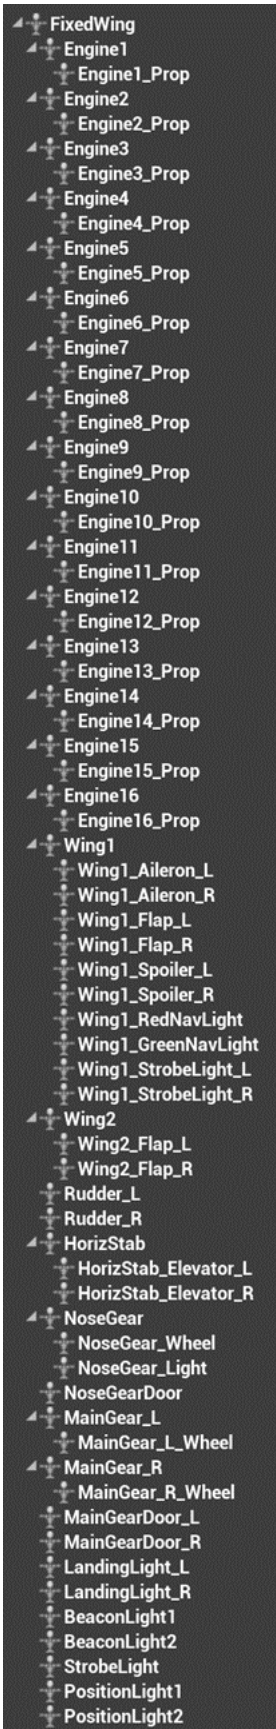 FixedWing
Engine1
Engine1_Prop
Engine2
Engine2_Prop
Engine3
Engine3_Prop
Engine4
Engine4_Prop
Engine5
Engine5_Prop
Engine6
Engine6_Prop
Engine7
Engine7_Prop
Engine8
Engine8_Prop
Engine9
Engine9_Prop
Engine10
Engine10_Prop
Engine11
Engine11_Prop
Engine12
Engine12_Prop
Engine13
Engine13_Prop
Engine14
Engine14_Prop
Engine15
Engine15_Prop
Engine16
Engine16_Prop
Wing1
Wing1_Aileron_L
Wing1_Aileron_R
Wing1_Flap_L
Wing1_Flap_R
Wing1_Spoiler_L
Wing1_Spoiler_R
Wing1_RedNavLight
Wing1_GreenNavLight
Wing1_StrobeLight_L
Wing1_StrobeLight_R
Wing2
Wing2_Flap_L
Wing2_Flap_R
Rudder_L
Rudder_R
HorizStab
HorizStab_Elevator_L
HorizStab_Elevator_R
NoseGear
NoseGear_Wheel
NoseGear_Light
NoseGearDoor
MainGear_L
MainGear_L_Wheel
MainGear_R
MainGear_R_Wheel
MainGearDoor_L
MainGearDoor_R
LandingLight_L
LandingLight_R
BeaconLight1
BeaconLight2
StrobeLight
PositionLight1
PositionLight2